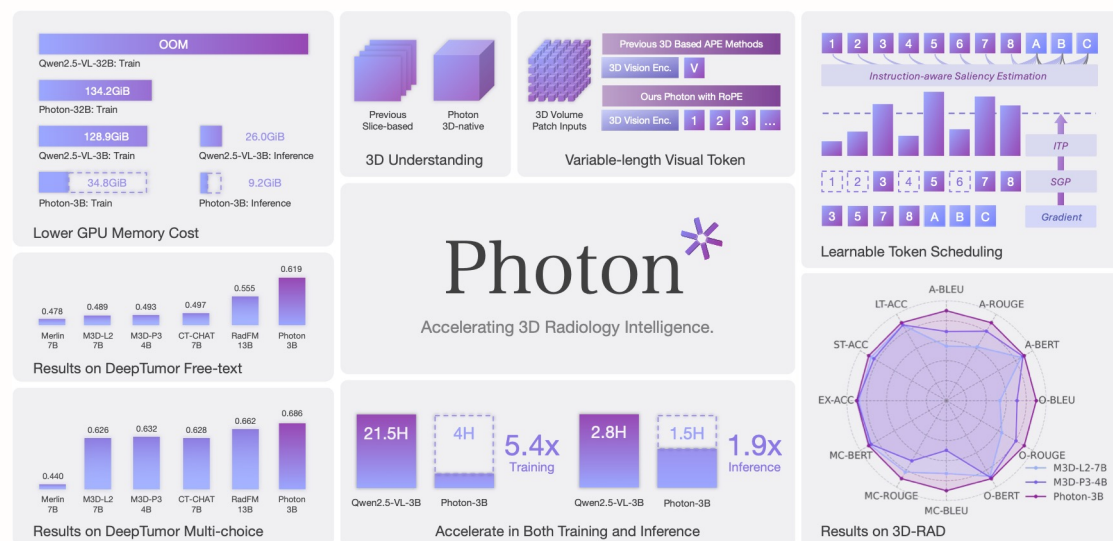 OOM
Qwen2.5-VL-32B: Train
134.2GiB
Photon-32B: Train
128.9GiB
26.0GiB
Qwen2.5-VL-3B: Train
Qwen2.5-VL-3B: Inference
34.8GiB
9.2GiB
Photon-3B: Train
Photon-3B: Inference
Lower GPU Memory Cost
Previous
Slice-based
Photon
3D-native
3D Understanding
3D Volume
Patch Inputs
Previous 3D Based APE Methods
3D Vision Enc.
V
Ours Photon with RoPE
3D Vision Enc.
1 2 3 ...
Variable-length Visual Token
1 2 3 4 5 6 7 8 A B C
Instruction-aware Saliency Estimation
ITP
1 2 3 4 5 6 7 8
SGP
3 5 7 8 A B C
Gradient
Learnable Token Scheduling
0.478
0.489
0.493
0.497
0.555
0.619
Merlin
7B
M3D-L2
7B
M3D-P3
4B
CT-CHAT
7B
RadFM
13B
Photon
3B
Results on DeepTumor Free-text
Photon
Accelerating 3D Radiology Intelligence.
0.440
0.626
0.632
0.628
0.662
0.686
Merlin
7B
M3D-L2
7B
M3D-P3
4B
CT-CHAT
7B
RadFM
13B
Photon
3B
Results on DeepTumor Multi-choice
21.5H
4H
5.4x
Training
Qwen2.5-VL-3B
Photon-3B
2.8H
1.5H
1.9x
Inference
Qwen2.5-VL-3B
Photon-3B
Accelerate in Both Training and Inference
A-BLEU
LT-ACC
A-ROUGE
ST-ACC
A-BERT
EX-ACC
O-BLEU
MC-BERT
O-ROUGE
MC-ROUGE
O-BERT
MC-BLEU
M3D-L2-7B
M3D-P3-4B
Photon-3B
Results on 3D-RAD